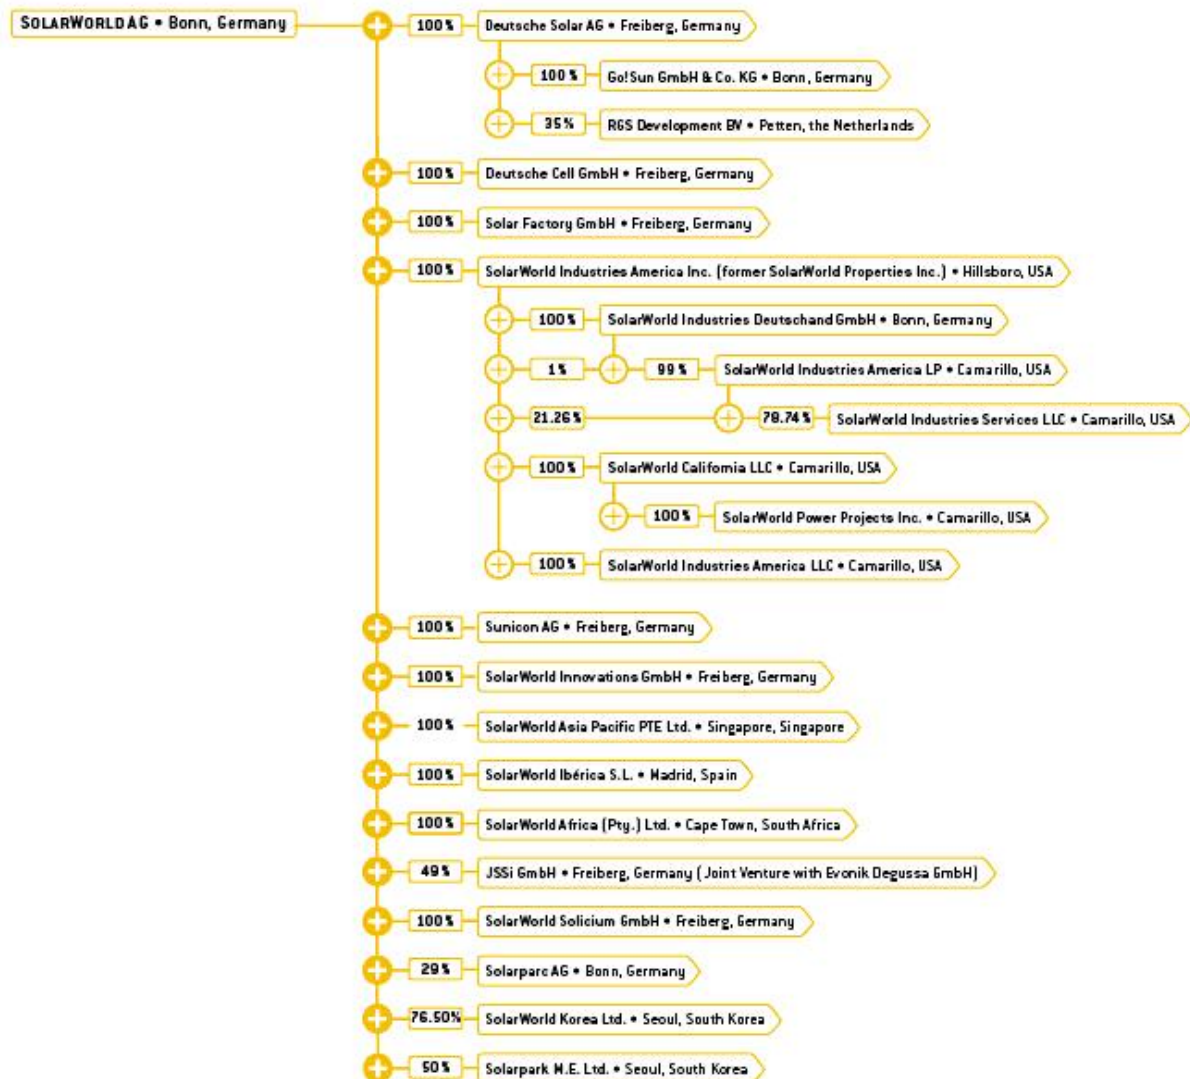 SOLARWORLD AG • Bonn, Germany 100% Deutsche Solar AG • Freiberg, Germany
100% Go!Sun GmbH & Co. KG • Bonn, Germany
35% RGS Development BV • Petten, the Netherlands
100% Deutsche Cell GmbH • Freiberg, Germany
100% Solar Factory GmbH • Freiberg, Germany
100% SolarWorld Industries America Inc. (former SolarWorld Properties Inc.) • Hillsboro, USA
100% SolarWorld Industries Deutschand GmbH • Bonn, Germany
1% 99% SolarWorld Industries America LP • Camarillo, USA
21.26% 78.74% SolarWorld Industries Services LLC • Camarillo, USA
100% SolarWorld California LLC • Camarillo, USA
100% SolarWorld Power Projects Inc. • Camarillo, USA
100% SolarWorld Industries America LLC • Camarillo, USA
100% Sunicon AG • Freiberg, Germany
100% SolarWorld Innovations GmbH • Freiberg, Germany
100% SolarWorld Asia Pacific PTE Ltd. • Singapore, Singapore
100% SolarWorld Ibérica S.L. • Madrid, Spain
100% SolarWorld Africa (Pty.) Ltd. • Cape Town, South Africa
49% JSSi GmbH • Freiberg, Germany (Joint Venture with Evonik Degussa GmbH)
100% SolarWorld Solicium GmbH • Freiberg, Germany
29% Solarparc AG • Bonn, Germany
76.50% SolarWorld Korea Ltd. • Seoul, South Korea
50% Solarpark M.E. Ltd. • Seoul, South Korea